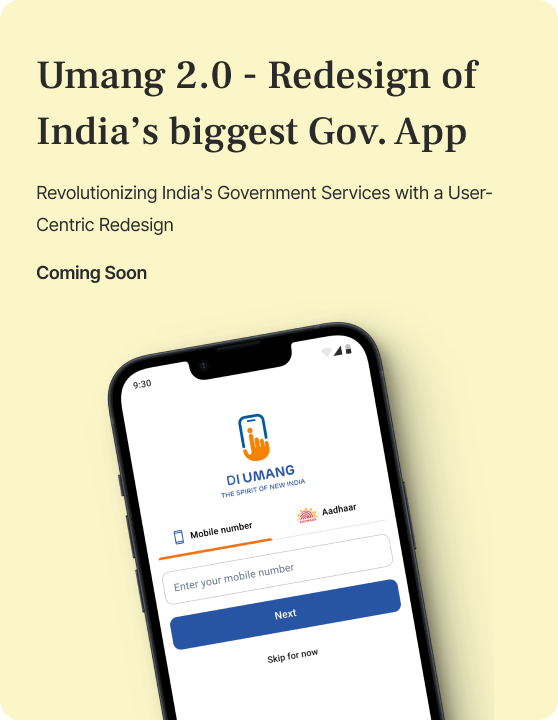 Umang 2.0 - Redesign of
India’s biggest Gov. App
Revolutionizing India's Government Services with a User-
Centric Redesign
Coming Soon
9:30
DI UMANG
THE SPIRIT OF NEW INDIA
Mobile number
Aadhaar
AADHAAR
Enter your mobile number
Next
Skip for now